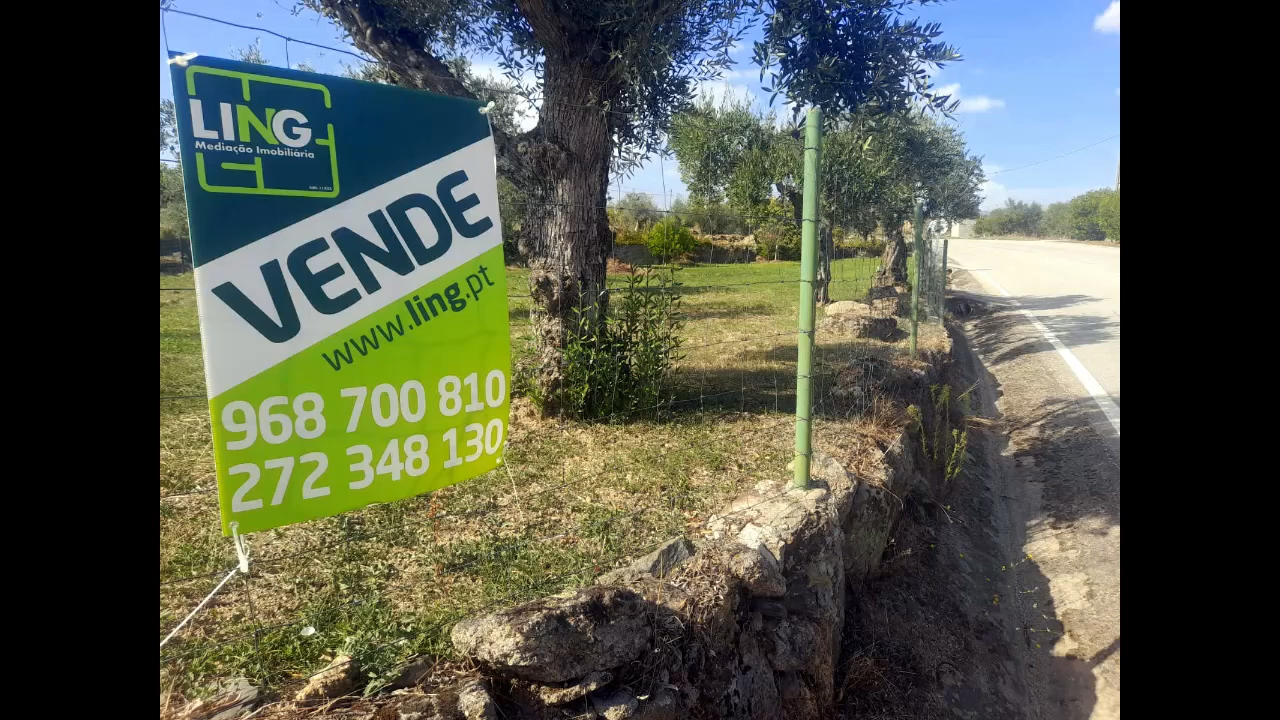 LING
Mediação Imobiliária
VENDE
www.ling.pt
968 700 810
272 348 130